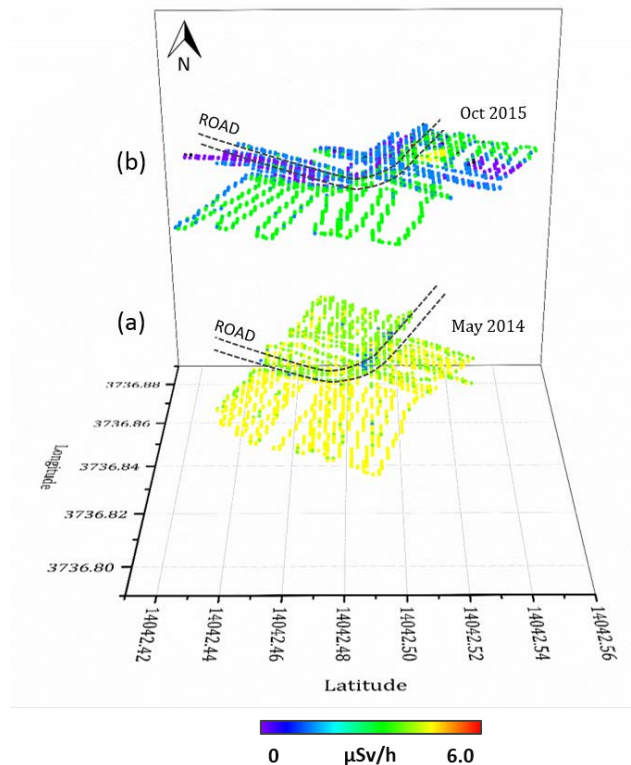 N
ROAD
Oct 2015
(b)
(a)
ROAD
May 2014
3736.88
3736.86
3736.84
3736.82
3736.80
Longitude
14042.42
14042.44
14042.46
14042.48
14042.50
14042.52
14042.54
14042.56
Latitude
0 μSv/h 6.0